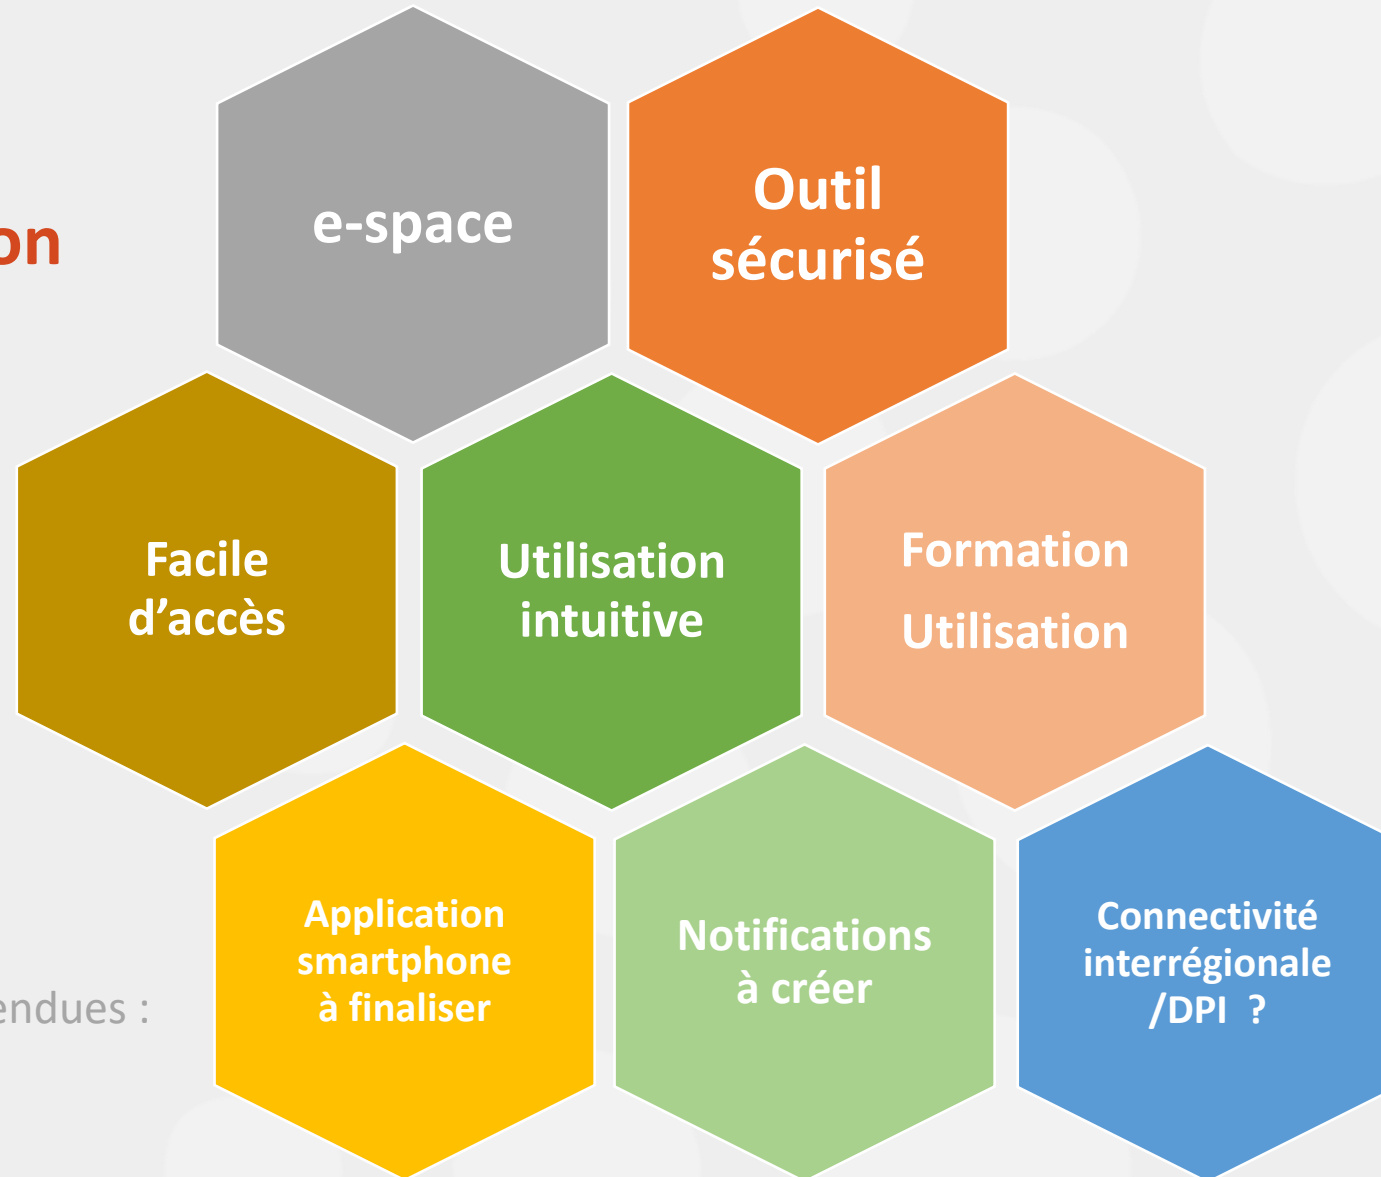 e-space
Outil
sécurisé
on
Facile
d’accès
Utilisation
intuitive
Formation
Utilisation
Application
smartphone
à finaliser
Notifications
à créer
Connectivité
interrégionale
/DPI ?
endues :